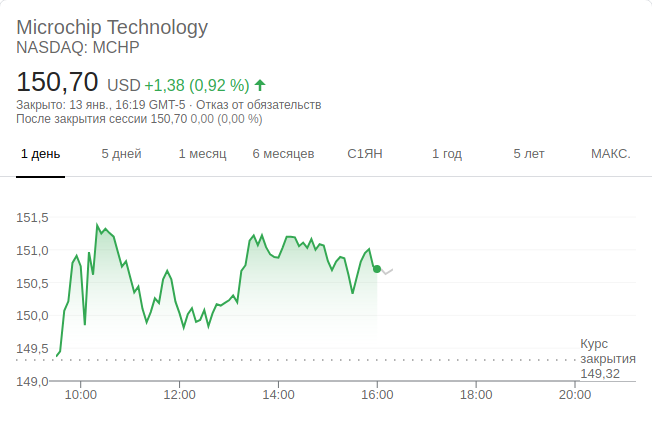 Microchip Technology
NASDAQ: MCHP
150,70 USD +1,38 (0,92 %)
Закрыто: 13 янв., 16:19 GMT-5 · Отказ от обязательств
После закрытия сессии 150,70 0,00 (0,00 %)
1 день 5 дней 1 месяц 6 месяцев С1ЯН 1 год 5 лет МАКС.
151,5
151,0
150,5
150,0
149,5
149,0
Курс
закрытия
149,32
10:00 12:00 14:00 16:00 18:00 20:00